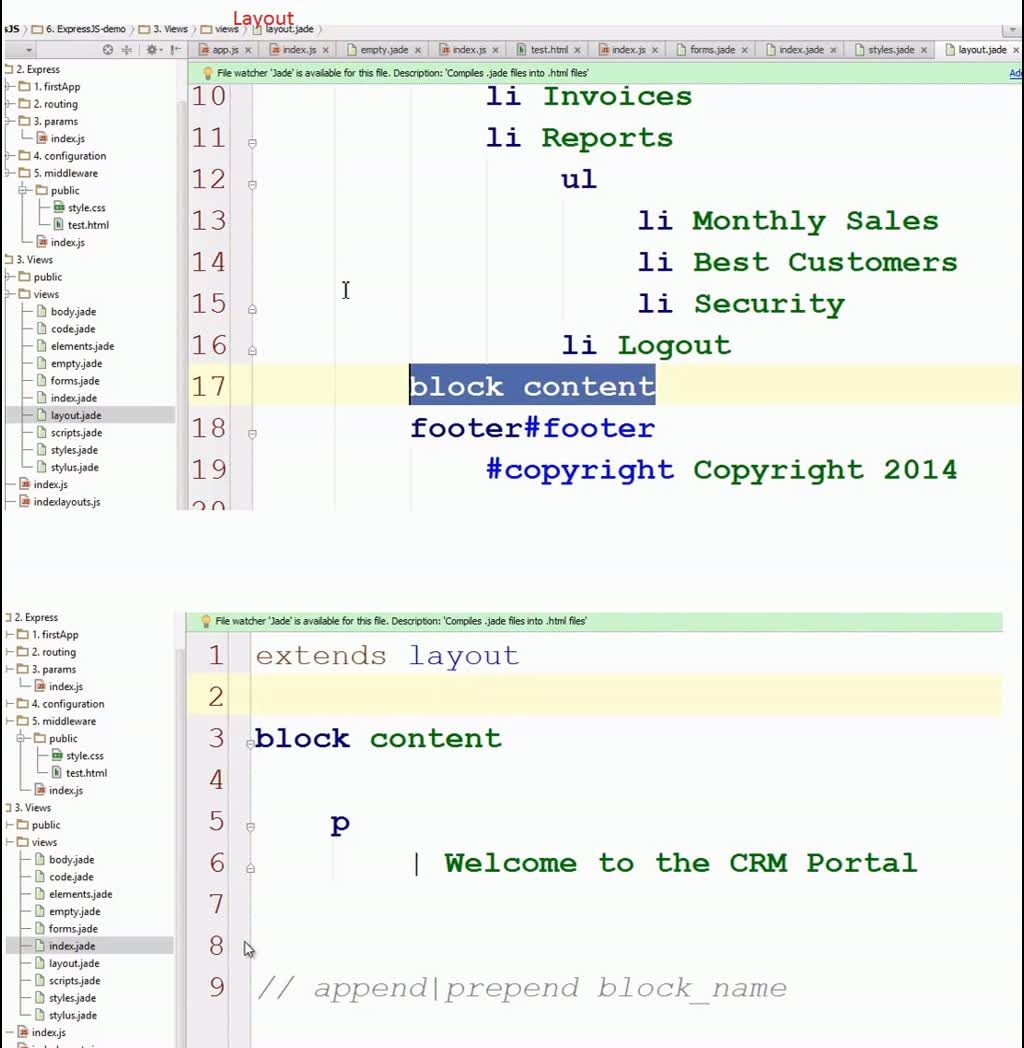 Layout
sJS 6. ExpressJS-demo 3. Views views layout.jade
app.js index.js empty.jade index.js test.html index.js forms.jade index.jade styles.jade layout.jade
File watcher 'Jade' is available for this file. Description: 'Compiles .jade files into .html files'
2. Express
1. firstApp
2. routing
3. params
index.js
4. configuration
5. middleware
public
style.css
test.html
index.js
3. Views
public
views
body.jade
code.jade
elements.jade
empty.jade
forms.jade
index.jade
layout.jade
scripts.jade
styles.jade
stylus.jade
index.js
indexlayouts.js
10 li Invoices
11 li Reports
12 ul
13 li Monthly Sales
14 li Best Customers
15 li Security
16 li Logout
17 block content
18 footer#footer
19 #copyright Copyright 2014
20
2. Express
1. firstApp
2. routing
3. params
index.js
4. configuration
5. middleware
public
style.css
test.html
index.js
3. Views
public
views
body.jade
code.jade
elements.jade
empty.jade
forms.jade
index.jade
layout.jade
scripts.jade
styles.jade
stylus.jade
index.js
File watcher 'Jade' is available for this file. Description: 'Compiles .jade files into .html files'
1 extends layout
2
3 block content
4
5 p
6 | Welcome to the CRM Portal
7
8
9 // append|prepend block_name